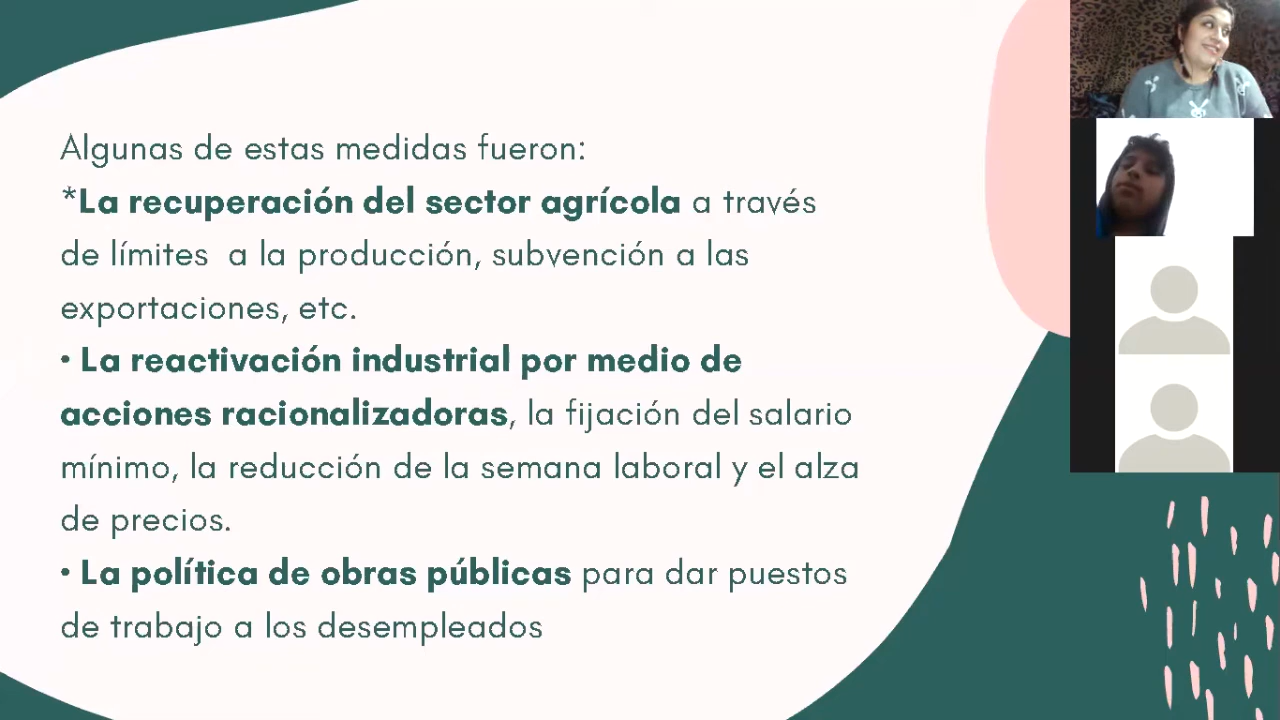 Algunas de estas medidas fueron:
*La recuperación del sector agrícola a través
de límites a la producción, subvención a las
exportaciones, etc.
• La reactivación industrial por medio de
acciones racionalizadoras, la fijación del salario
mínimo, la reducción de la semana laboral y el alza
de precios.
• La política de obras públicas para dar puestos
de trabajo a los desempleados